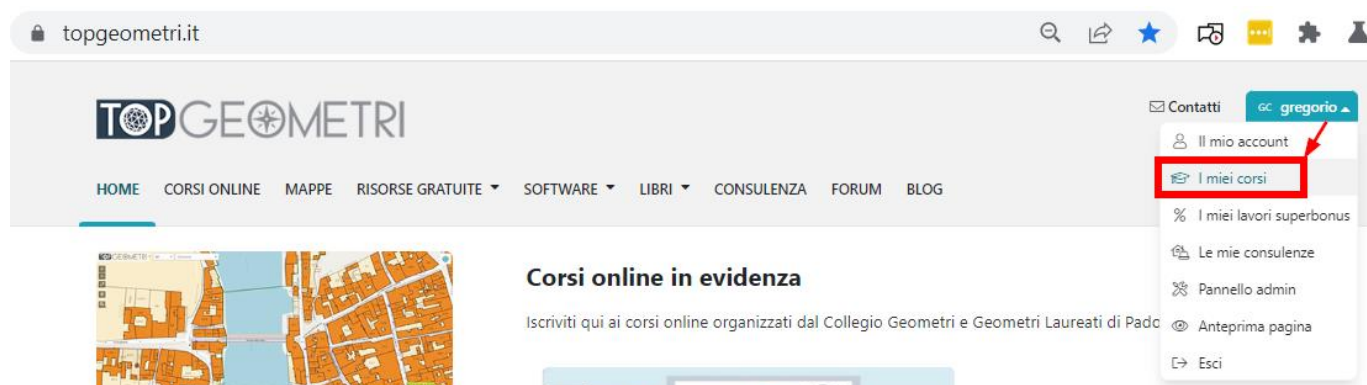 topgeometri.it
TOPGEOMETRI
Contatti
GC gregorio
Il mio account
HOME CORSI ONLINE MAPPE RISORSE GRATUITE SOFTWARE LIBRI CONSULENZA FORUM BLOG
I miei corsi
% I miei lavori superbonus
Le mie consulenze
Pannello admin
Anteprima pagina
Esci
TOPGEOMETRI
Corsi online in evidenza
Iscriviti qui ai corsi online organizzati dal Collegio Geometri e Geometri Laureati di Pado